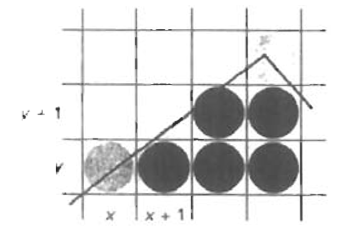 y + 1
y
x x + 1